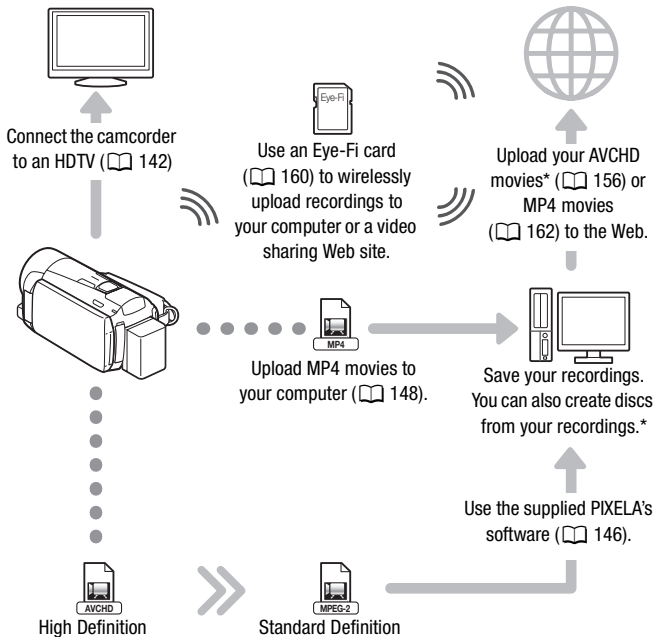 Connect the camcorder
to an HDTV (142)
Eye-Fi
Use an Eye-Fi card
(160) to wirelessly
upload recordings to
your computer or a video
sharing Web site.
Upload your AVCHD
movies* (156) or
MP4 movies
(162) to the Web.
MP4
Upload MP4 movies to
your computer (148).
Save your recordings.
You can also create discs
from your recordings.*
Use the supplied PIXELA's
software (146).
AVCHD
High Definition
MPEG-2
Standard Definition